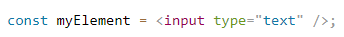 const myElement = <input type="text" />;